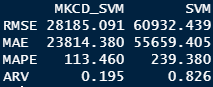 MKCD_SVM SVM
RMSE 28185.091 60932.439
MAE 23814.380 55659.405
MAPE 113.460 239.380
ARV 0.195 0.826